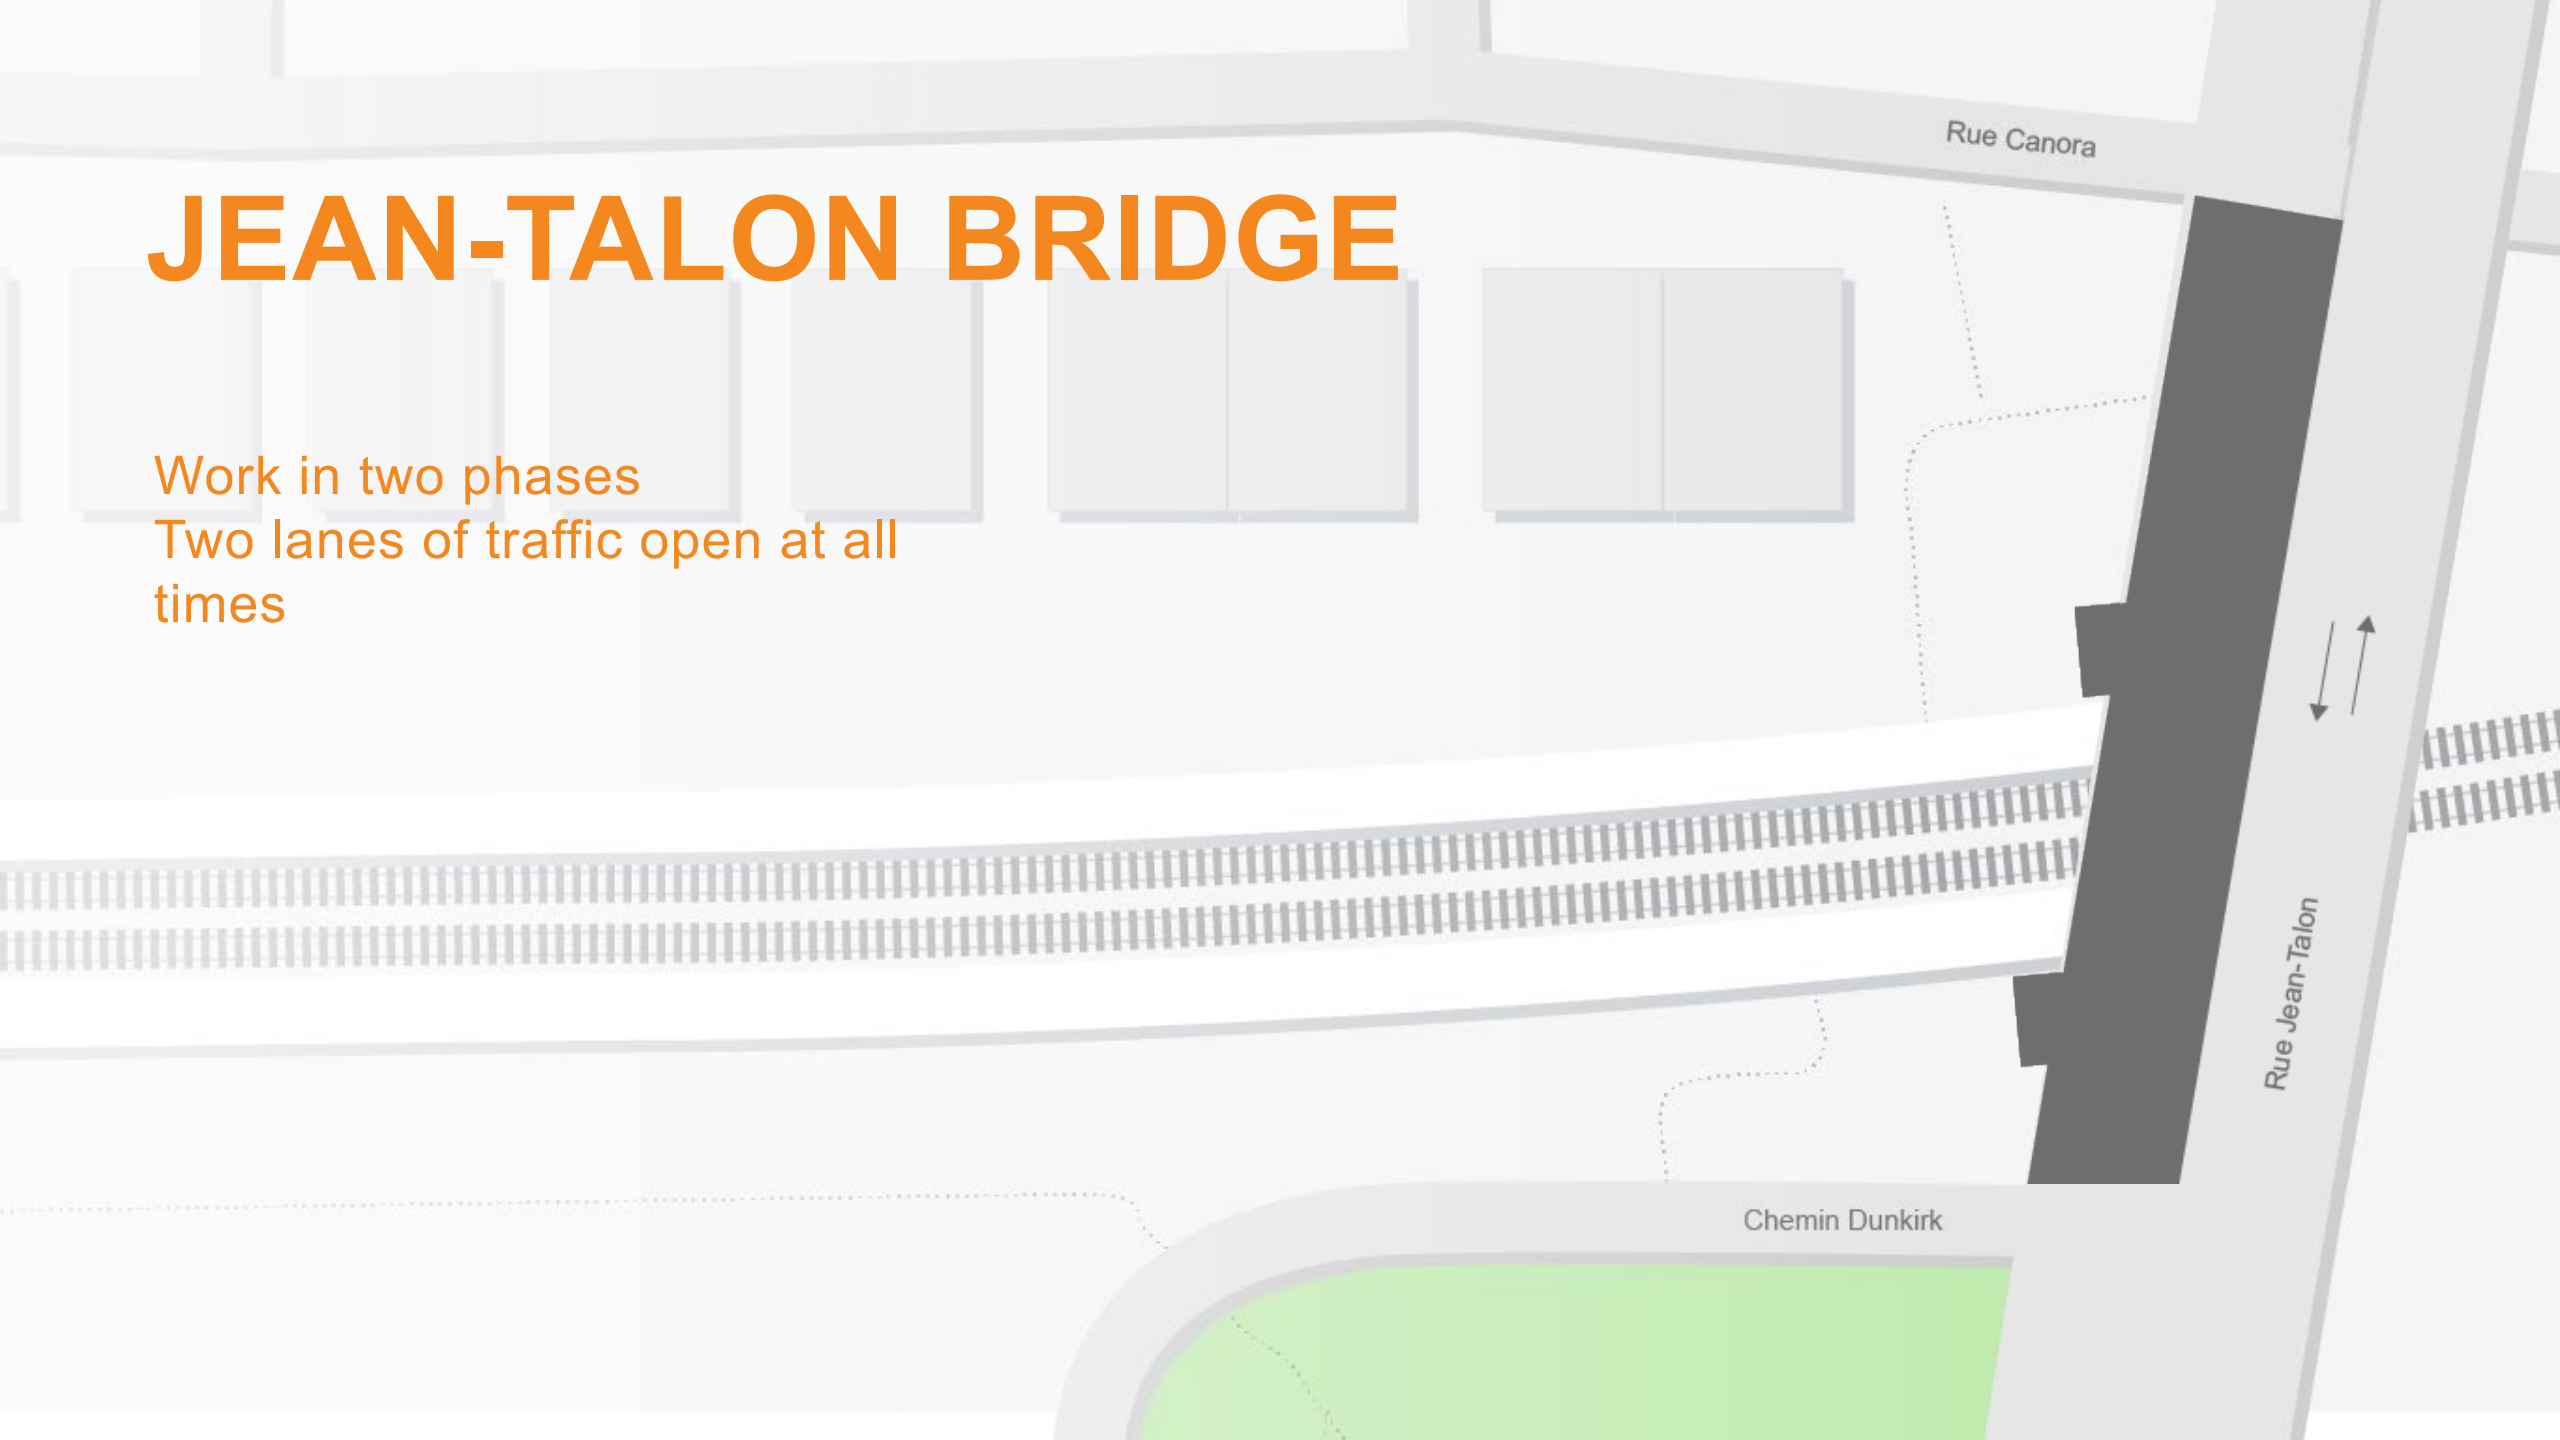 Rue Canora
JEAN-TALON BRIDGE
Work in two phases
Two lanes of traffic open at all
times
Rue Jean-Talon
Chemin Dunkirk